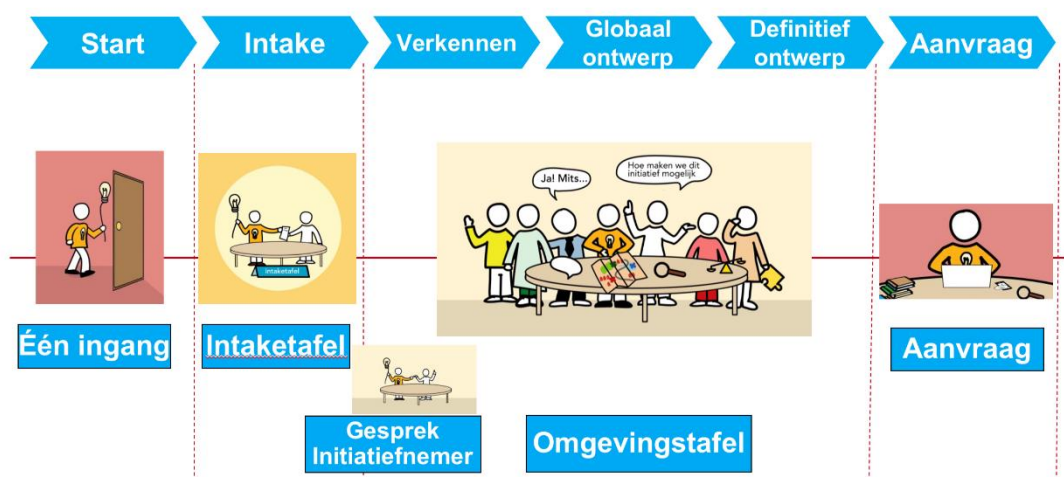 Start
Intake
Verkennen
Globaal
ontwerp
Definitief
ontwerp
Aanvraag
Ja! Mits...
Hoe maken we dit
initiatief mogelijk
Intaketafel
Één ingang
Intaketafel
Aanvraag
Gesprek
Initiatiefnemer
Omgevingstafel